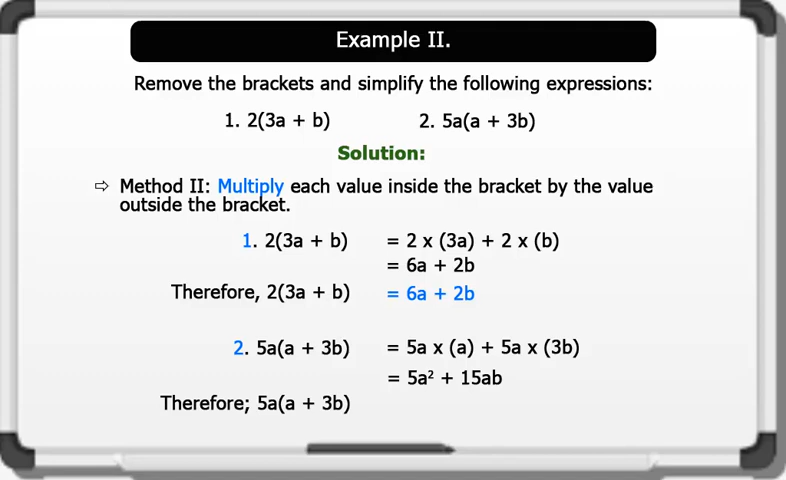 Example II.
Remove the brackets and simplify the following expressions:
1. 2(3a + b) 2. 5a(a + 3b)
Solution:
⇨ Method II: Multiply each value inside the bracket by the value
outside the bracket.
1. 2(3a + b) = 2 x (3a) + 2 x (b)
= 6a + 2b
Therefore, 2(3a + b) = 6a + 2b
2. 5a(a + 3b) = 5a x (a) + 5a x (3b)
= 5a² + 15ab
Therefore; 5a(a + 3b)